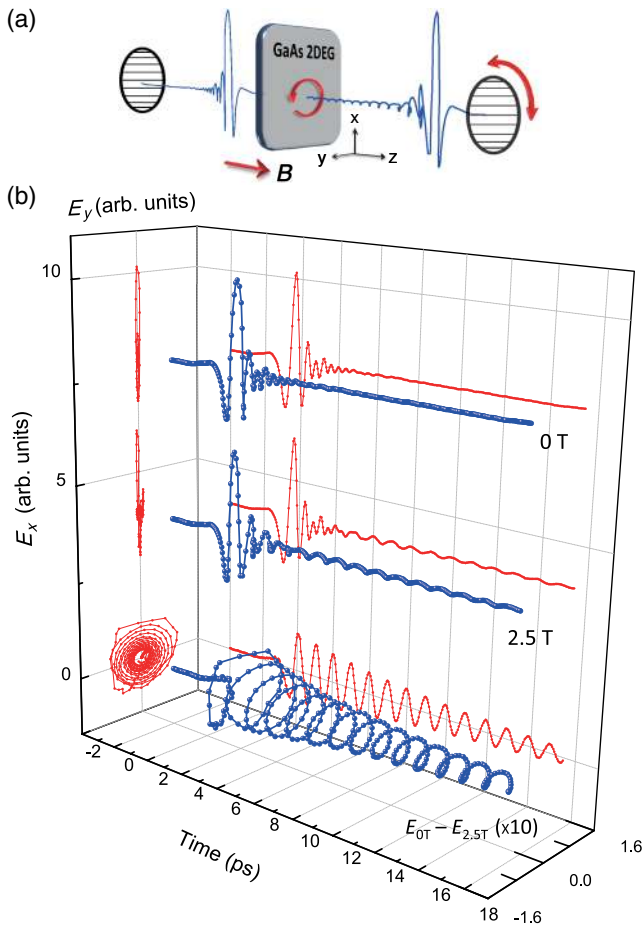 (a)
GaAs 2DEG
x
y
z
B
(b)
E_y (arb. units)
10
5
0
E_x (arb. units)
0 T
2.5 T
E_0T – E_2.5T (x10)
-2
0
2
4
6
8
10
12
14
16
18
Time (ps)
-1.6
0.0
1.6